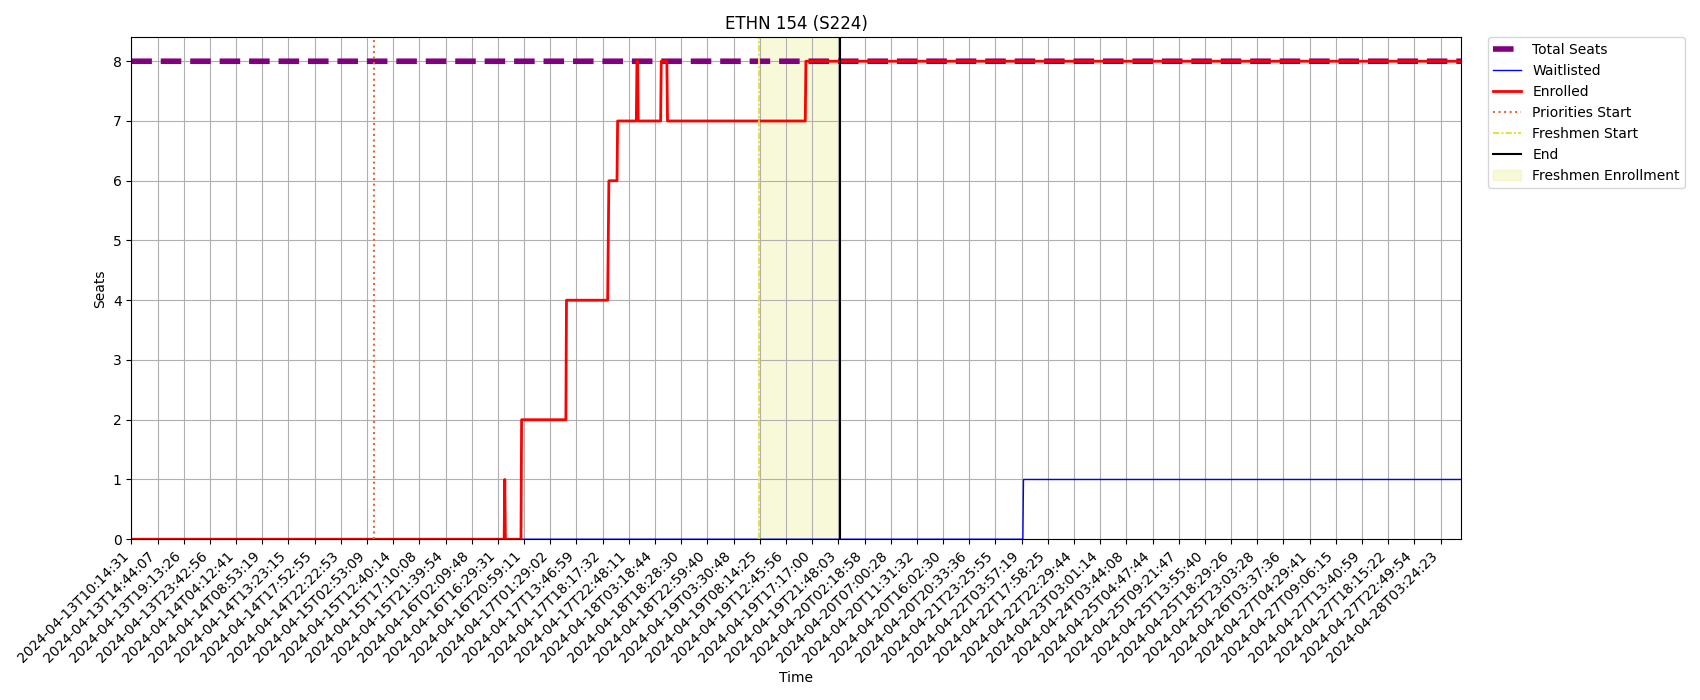 ETHN 154 (S224)
Total Seats
Waitlisted
Enrolled
Priorities Start
Freshmen Start
End
Freshmen Enrollment
Seats
8
7
6
5
4
3
2
1
0
2024-04-13T10:14:31
2024-04-13T14:44:07
2024-04-13T19:13:26
2024-04-13T23:42:56
2024-04-14T04:12:41
2024-04-14T08:53:19
2024-04-14T13:23:15
2024-04-14T17:52:55
2024-04-14T22:22:53
2024-04-15T02:53:09
2024-04-15T12:40:14
2024-04-15T17:10:08
2024-04-15T21:39:54
2024-04-16T02:09:48
2024-04-16T16:29:31
2024-04-16T20:59:11
2024-04-17T01:29:02
2024-04-17T13:46:59
2024-04-17T18:17:32
2024-04-17T22:48:11
2024-04-18T03:18:44
2024-04-18T18:28:30
2024-04-18T22:59:40
2024-04-19T03:30:48
2024-04-19T08:14:25
2024-04-19T12:45:56
2024-04-19T17:17:00
2024-04-19T21:48:03
2024-04-20T02:18:58
2024-04-20T07:00:28
2024-04-20T11:31:32
2024-04-20T16:02:30
2024-04-20T20:33:36
2024-04-21T23:25:55
2024-04-22T03:57:19
2024-04-22T17:58:25
2024-04-22T22:29:44
2024-04-23T03:01:14
2024-04-24T03:44:08
2024-04-25T04:47:44
2024-04-25T09:21:47
2024-04-25T13:55:40
2024-04-25T18:29:26
2024-04-25T23:03:28
2024-04-26T03:37:36
2024-04-27T04:29:41
2024-04-27T09:06:15
2024-04-27T13:40:59
2024-04-27T18:15:22
2024-04-27T22:49:54
2024-04-28T03:24:23
Time